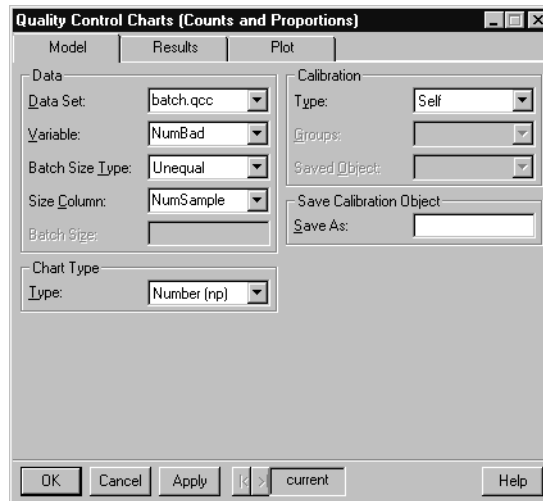 Quality Control Charts (Counts and Proportions)
Model Results Plot
Data
Data Set: batch.qcc
Variable: NumBad
Batch Size Type: Unequal
Size Column: NumSample
Batch Size:
Chart Type
Type: Number (np)
Calibration
Type: Self
Groups:
Saved Object:
Save Calibration Object
Save As:
OK Cancel Apply |< >| current Help